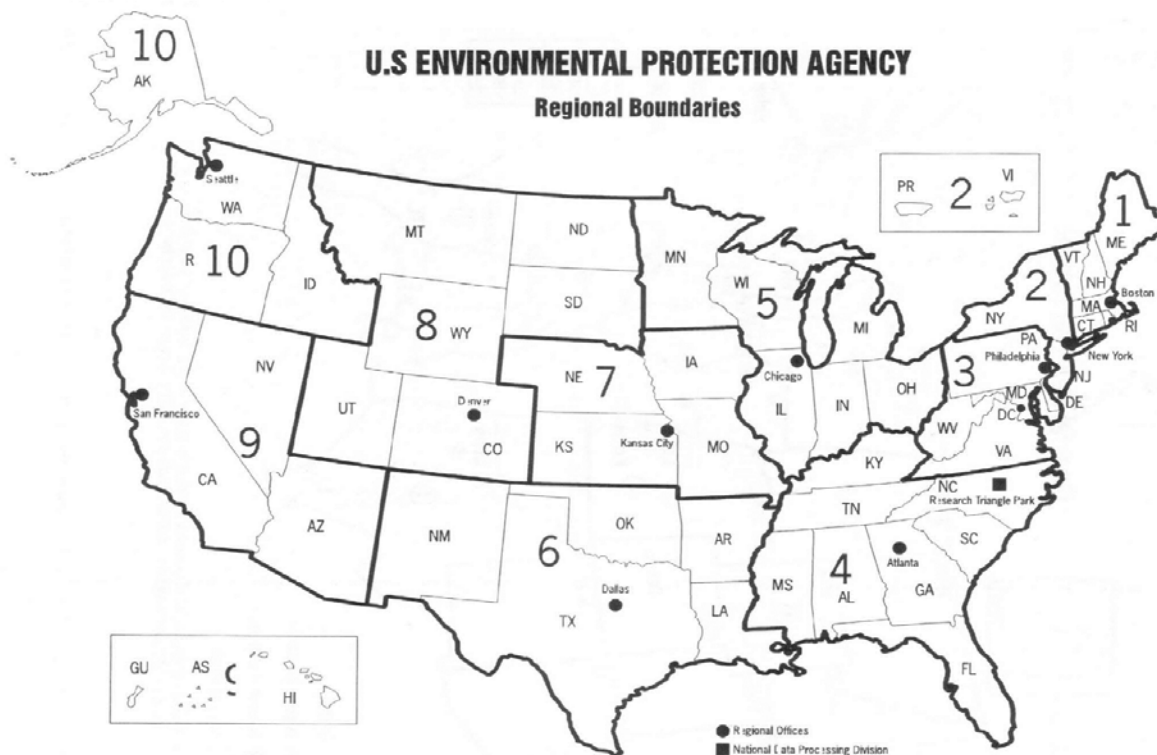 10
AK
U.S ENVIRONMENTAL PROTECTION AGENCY
Regional Boundaries
Seattle
WA
R
10
ID
MT
ND
SD
8
WY
MN
WI
5
MI
PR
2
VI
1
ME
VT
NH
2
NY
MA
Boston
CT
RI
New York
PA
Philadelphia
3
NJ
MD
DE
DC
WV
VA
NV
San Francisco
9
CA
AZ
UT
Denver
CO
NE
7
IA
KS
Kansas City
MO
Chicago
IL
IN
OH
KY
NC
Research Triangle Park
TN
SC
NM
6
OK
AR
Dallas
TX
LA
MS
4
AL
Atlanta
GA
FL
GU
AS
9
HI
Regional Offices
National Data Processing Division